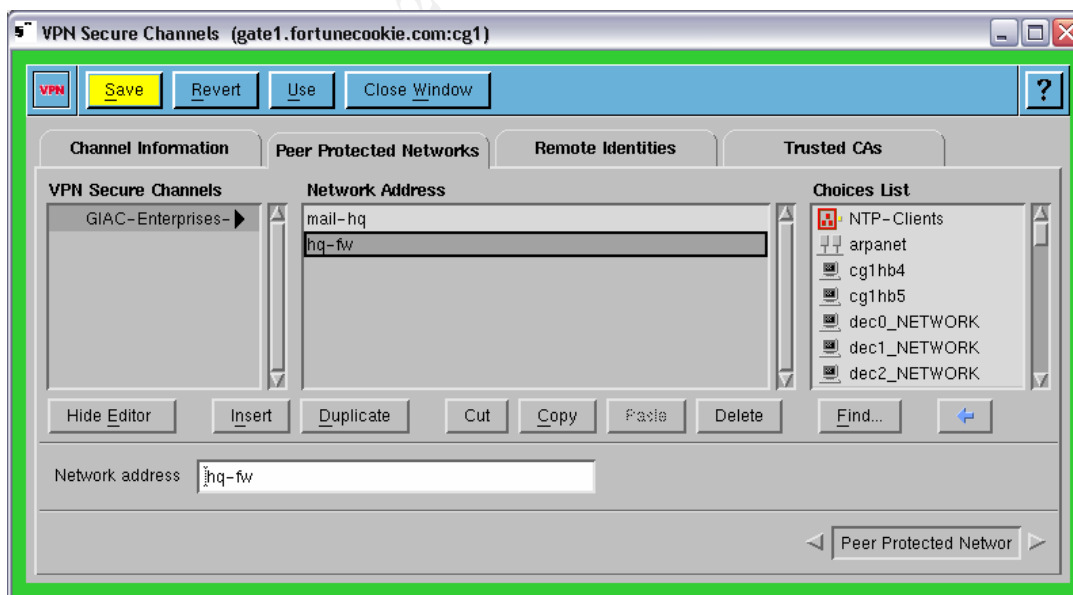 VPN Secure Channels (gate1.fortunecookie.com:cg1)
VPN Save Revert Use Close Window ?
Channel Information Peer Protected Networks Remote Identities Trusted CAs
VPN Secure Channels Network Address Choices List
GIAC-Enterprises- mail-hq NTP-Clients
hq-fw arpanet
cg1hb4
cg1hb5
dec0_NETWORK
dec1_NETWORK
dec2_NETWORK
Hide Editor Insert Duplicate Cut Copy Paste Delete Find...
Network address hq-fw
Peer Protected Networ